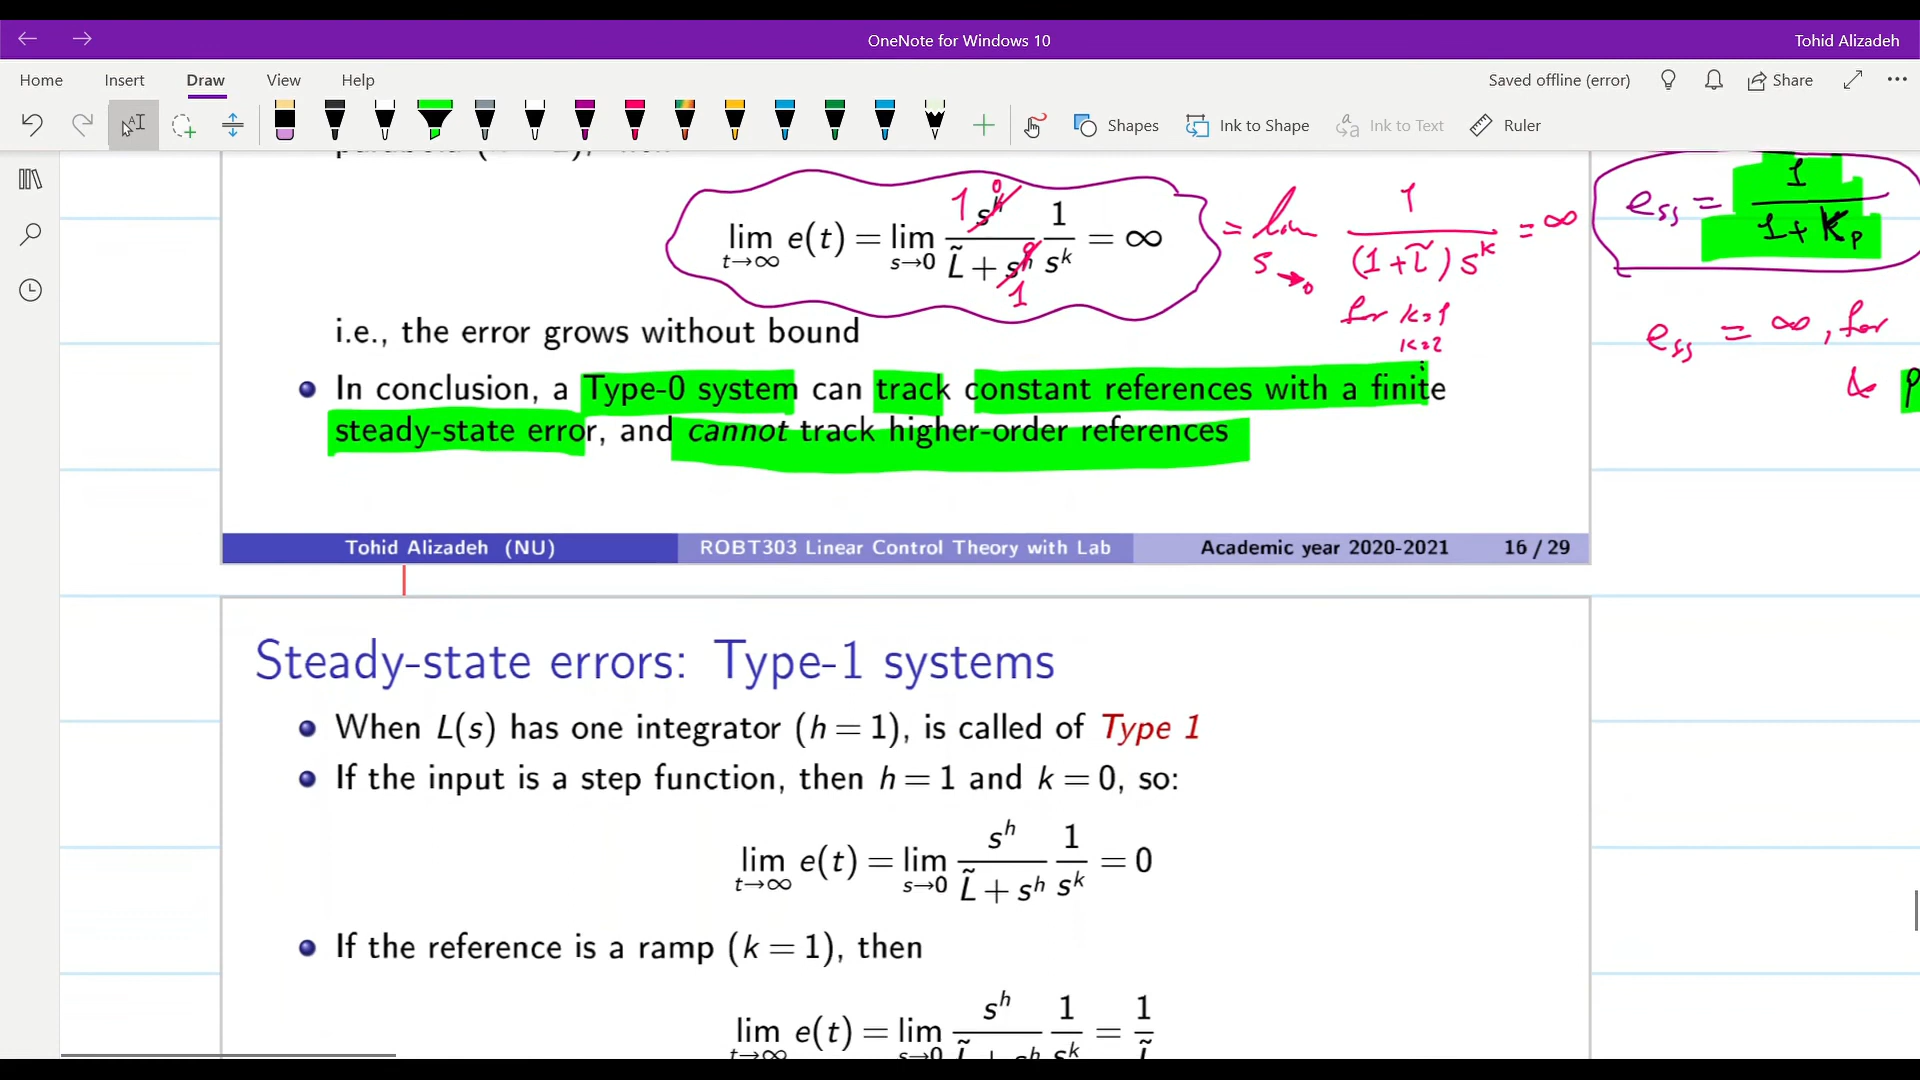 OneNote for Windows 10
Tohid Alizadeh
Home Insert Draw View Help
Saved offline (error) Share
Shapes Ink to Shape Ink to Text Ruler
lim e(t) = lim s^h / (L̃ + s^h) 1 / s^k = ∞
t→∞ s→0
1 0
0
1
= lim 1 / ((1+L̃) s^k) = ∞
s→0
for k=1
k=2
e_ss = 1 / (1+K_p)
e_ss = ∞, for
&
i.e., the error grows without bound
In conclusion, a Type-0 system can track constant references with a finite
steady-state error, and cannot track higher-order references
Tohid Alizadeh (NU) ROBT303 Linear Control Theory with Lab Academic year 2020-2021 16 / 29
Steady-state errors: Type-1 systems
When L(s) has one integrator (h = 1), is called of Type 1
If the input is a step function, then h = 1 and k = 0, so:
lim e(t) = lim s^h / (L̃ + s^h) 1 / s^k = 0
t→∞ s→0
If the reference is a ramp (k = 1), then
lim e(t) = lim s^h / (L̃ + s^h) 1 / s^k = 1 / L̃
t→∞ s→0